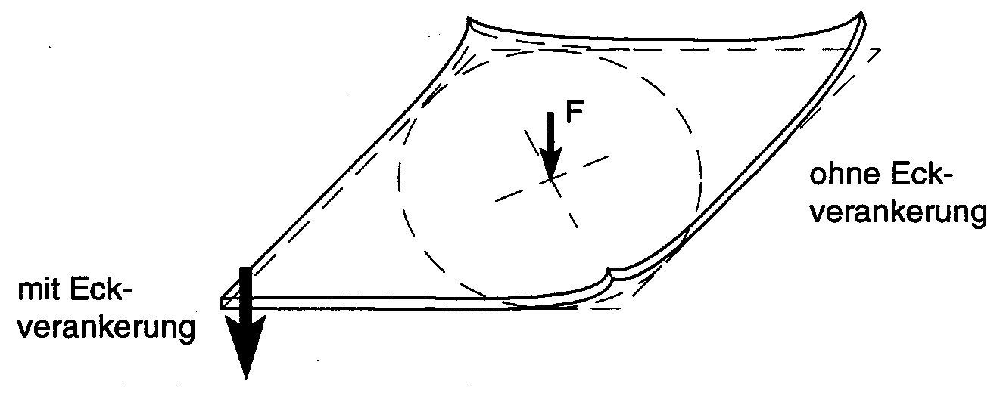 F
ohne Eck-
verankerung
mit Eck-
verankerung